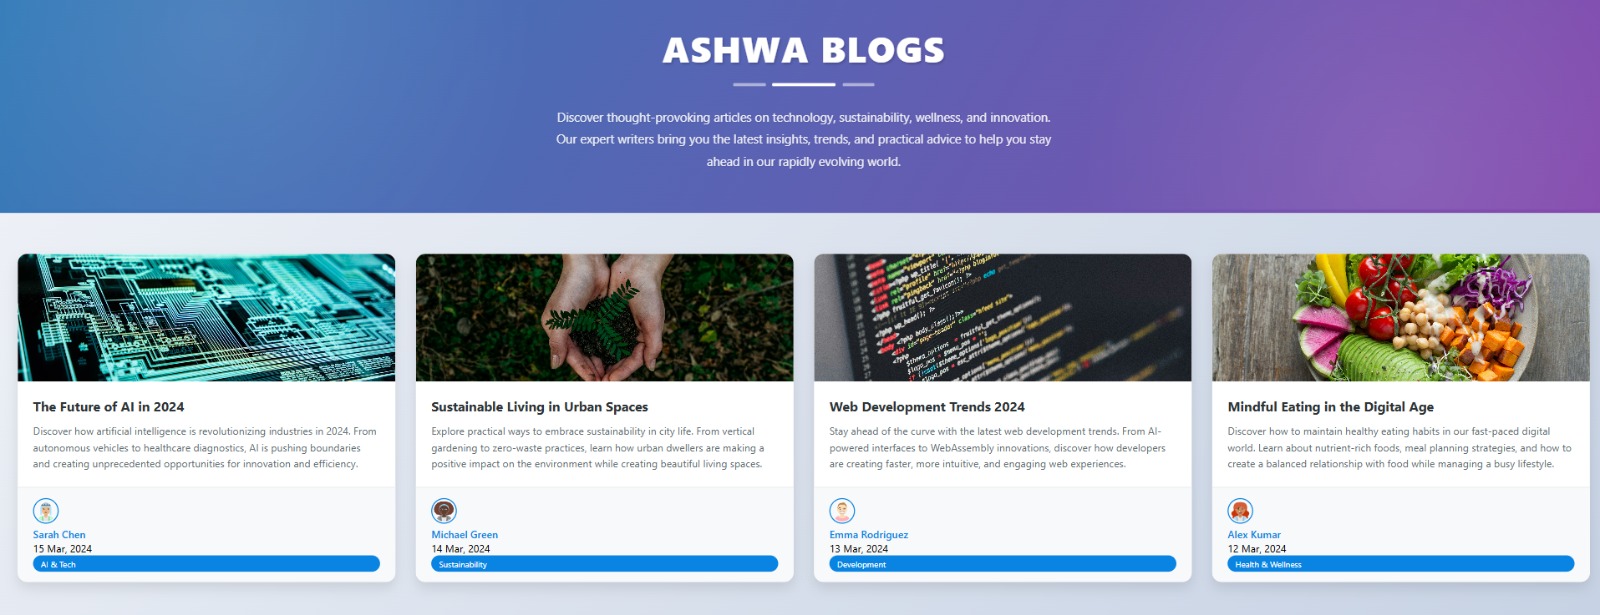 ASHWA BLOGS
Discover thought-provoking articles on technology, sustainability, wellness, and innovation.
Our expert writers bring you the latest insights, trends, and practical advice to help you stay
ahead in our rapidly evolving world.
The Future of AI in 2024
Discover how artificial intelligence is revolutionizing industries in 2024. From
autonomous vehicles to healthcare diagnostics, AI is pushing boundaries
and creating unprecedented opportunities for innovation and efficiency.
Sarah Chen
15 Mar, 2024
AI & Tech
Sustainable Living in Urban Spaces
Explore practical ways to embrace sustainability in city life. From vertical
gardening to zero-waste practices, learn how urban dwellers are making a
positive impact on the environment while creating beautiful living spaces.
Michael Green
14 Mar, 2024
Sustainability
Web Development Trends 2024
Stay ahead of the curve with the latest web development trends. From AI-
powered interfaces to WebAssembly innovations, discover how developers
are creating faster, more intuitive, and engaging web experiences.
Emma Rodriguez
13 Mar, 2024
Development
Mindful Eating in the Digital Age
Discover how to maintain healthy eating habits in our fast-paced digital
world. Learn about nutrient-rich foods, meal planning strategies, and how to
create a balanced relationship with food while managing a busy lifestyle.
Alex Kumar
12 Mar, 2024
Health & Wellness